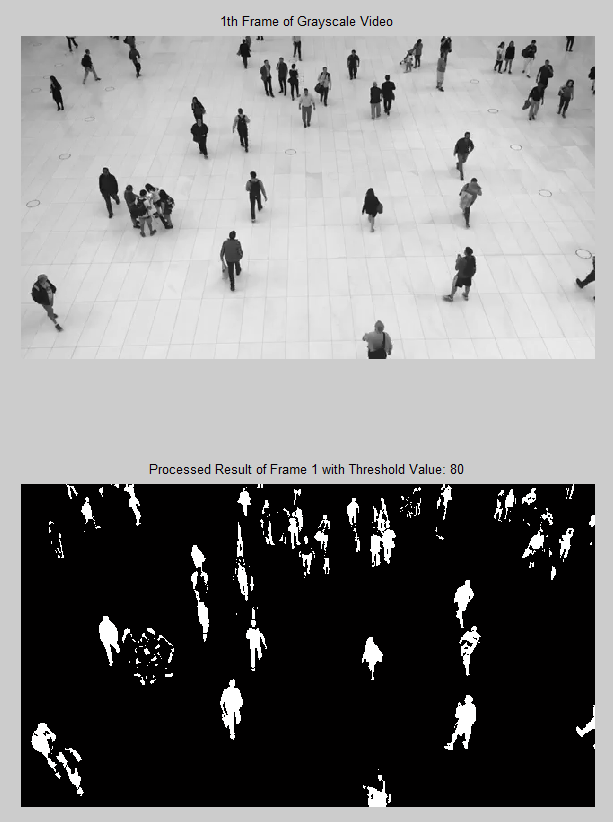 1th Frame of Grayscale Video
Processed Result of Frame 1 with Threshold Value: 80